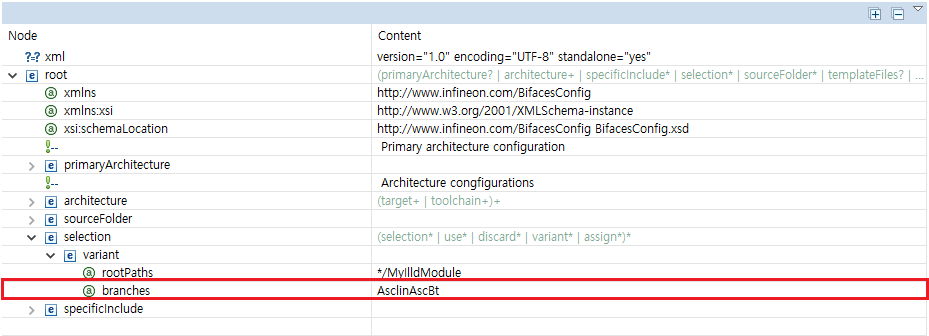 Node Content
?=? xml version="1.0" encoding="UTF-8" standalone="yes"
e root (primaryArchitecture? | architecture+ | specificInclude* | selection* | sourceFolder* | templateFiles? | ...
a xmlns http://www.infineon.com/BifacesConfig
a xmlns:xsi http://www.w3.org/2001/XMLSchema-instance
a xsi:schemaLocation http://www.infineon.com/BifacesConfig BifacesConfig.xsd
!-- Primary architecture configuration
e primaryArchitecture
!-- Architecture congfigurations
e architecture (target+ | toolchain+)+
e sourceFolder
e selection (selection* | use* | discard* | variant* | assign*)*
e variant
a rootPaths */MyIlldModule
a branches AsclinAscBt
e specificInclude